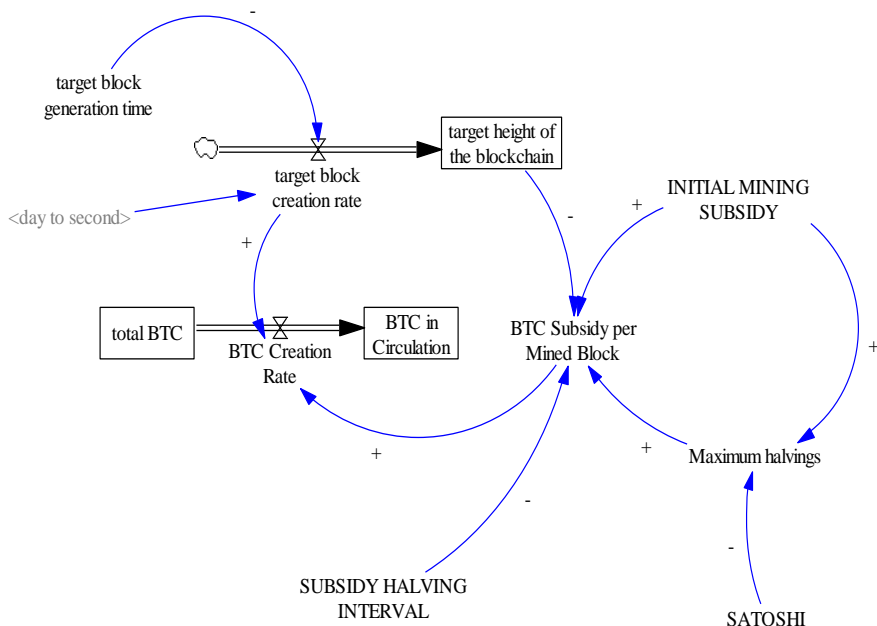 -
target block
generation time
target height of
the blockchain
target block
creation rate
INITIAL MINING
SUBSIDY
<day to second>
+
-
+
total BTC
BTC in
Circulation
BTC Creation
Rate
BTC Subsidy per
Mined Block
+
+
+
Maximum halvings
-
-
SUBSIDY HALVING
INTERVAL
SATOSHI